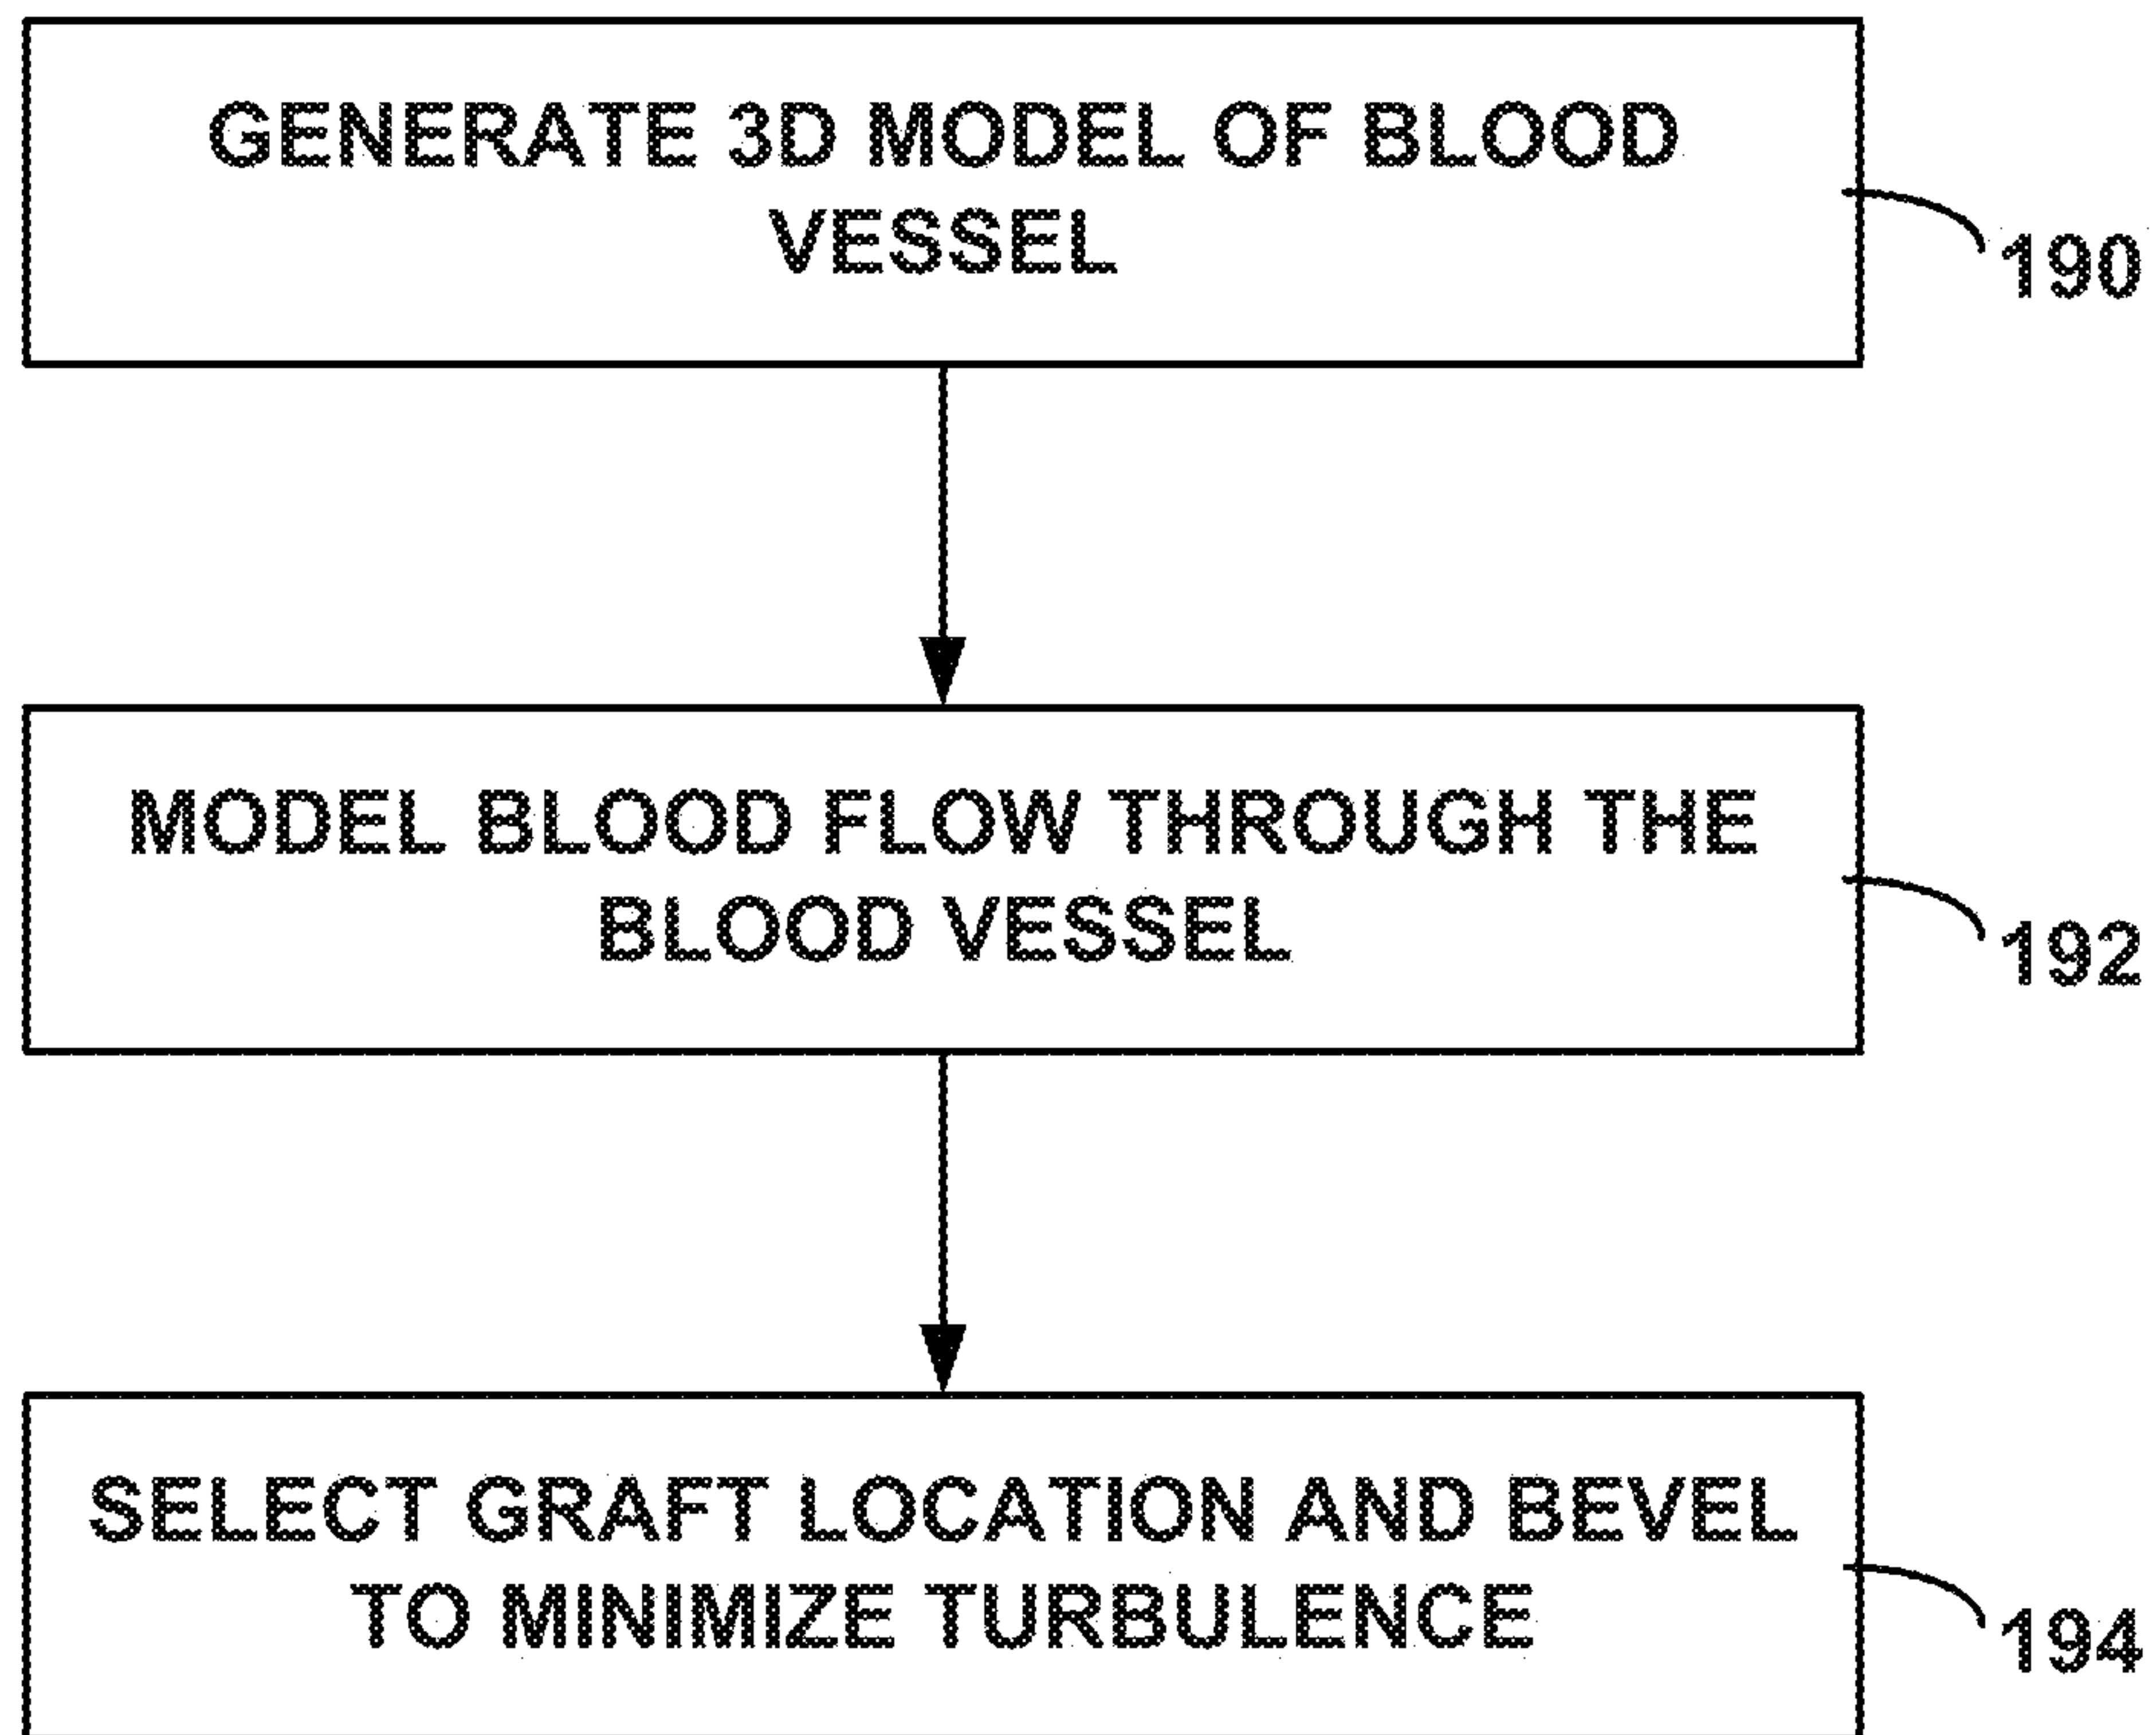 GENERATE 3D MODEL OF BLOOD
VESSEL
190
MODEL BLOOD FLOW THROUGH THE
BLOOD VESSEL
192
SELECT GRAFT LOCATION AND BEVEL
TO MINIMIZE TURBULENCE
194